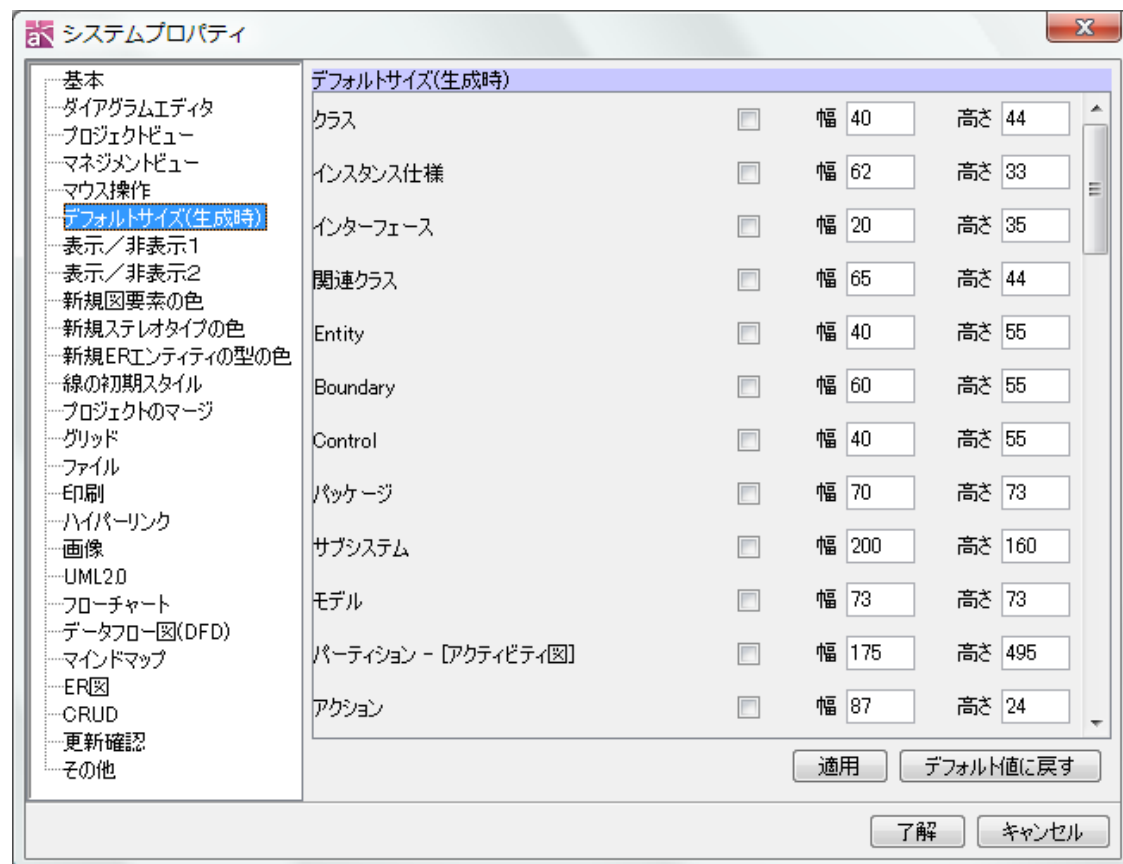 システムプロパティ
基本
ダイアグラムエディタ
プロジェクトビュー
マネジメントビュー
マウス操作
デフォルトサイズ(生成時)
表示／非表示1
表示／非表示2
新規図要素の色
新規ステレオタイプの色
新規ERエンティティの型の色
線の初期スタイル
プロジェクトのマージ
グリッド
ファイル
印刷
ハイパーリンク
画像
UML2.0
フローチャート
データフロー図(DFD)
マインドマップ
ER図
CRUD
更新確認
その他
デフォルトサイズ(生成時)
クラス 幅 40 高さ 44
インスタンス仕様 幅 62 高さ 33
インターフェース 幅 20 高さ 35
関連クラス 幅 65 高さ 44
Entity 幅 40 高さ 55
Boundary 幅 60 高さ 55
Control 幅 40 高さ 55
パッケージ 幅 70 高さ 73
サブシステム 幅 200 高さ 160
モデル 幅 73 高さ 73
パーティション - [アクティビティ図] 幅 175 高さ 495
アクション 幅 87 高さ 24
適用 デフォルト値に戻す
了解 キャンセル